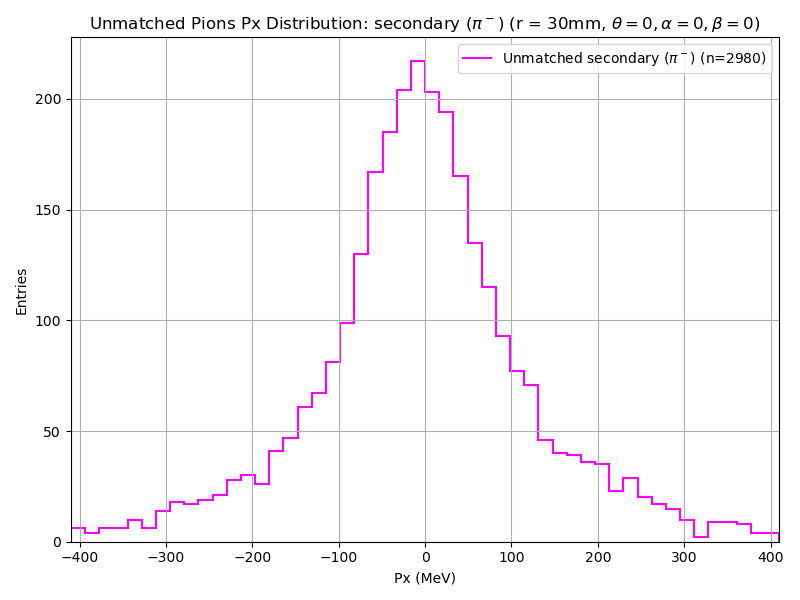 Unmatched Pions Px Distribution: secondary (π⁻) (r = 30mm, θ = 0, α = 0, β = 0)
Unmatched secondary (π⁻) (n=2980)
200
150
100
50
0
Entries
−400 −300 −200 −100 0 100 200 300 400
Px (MeV)